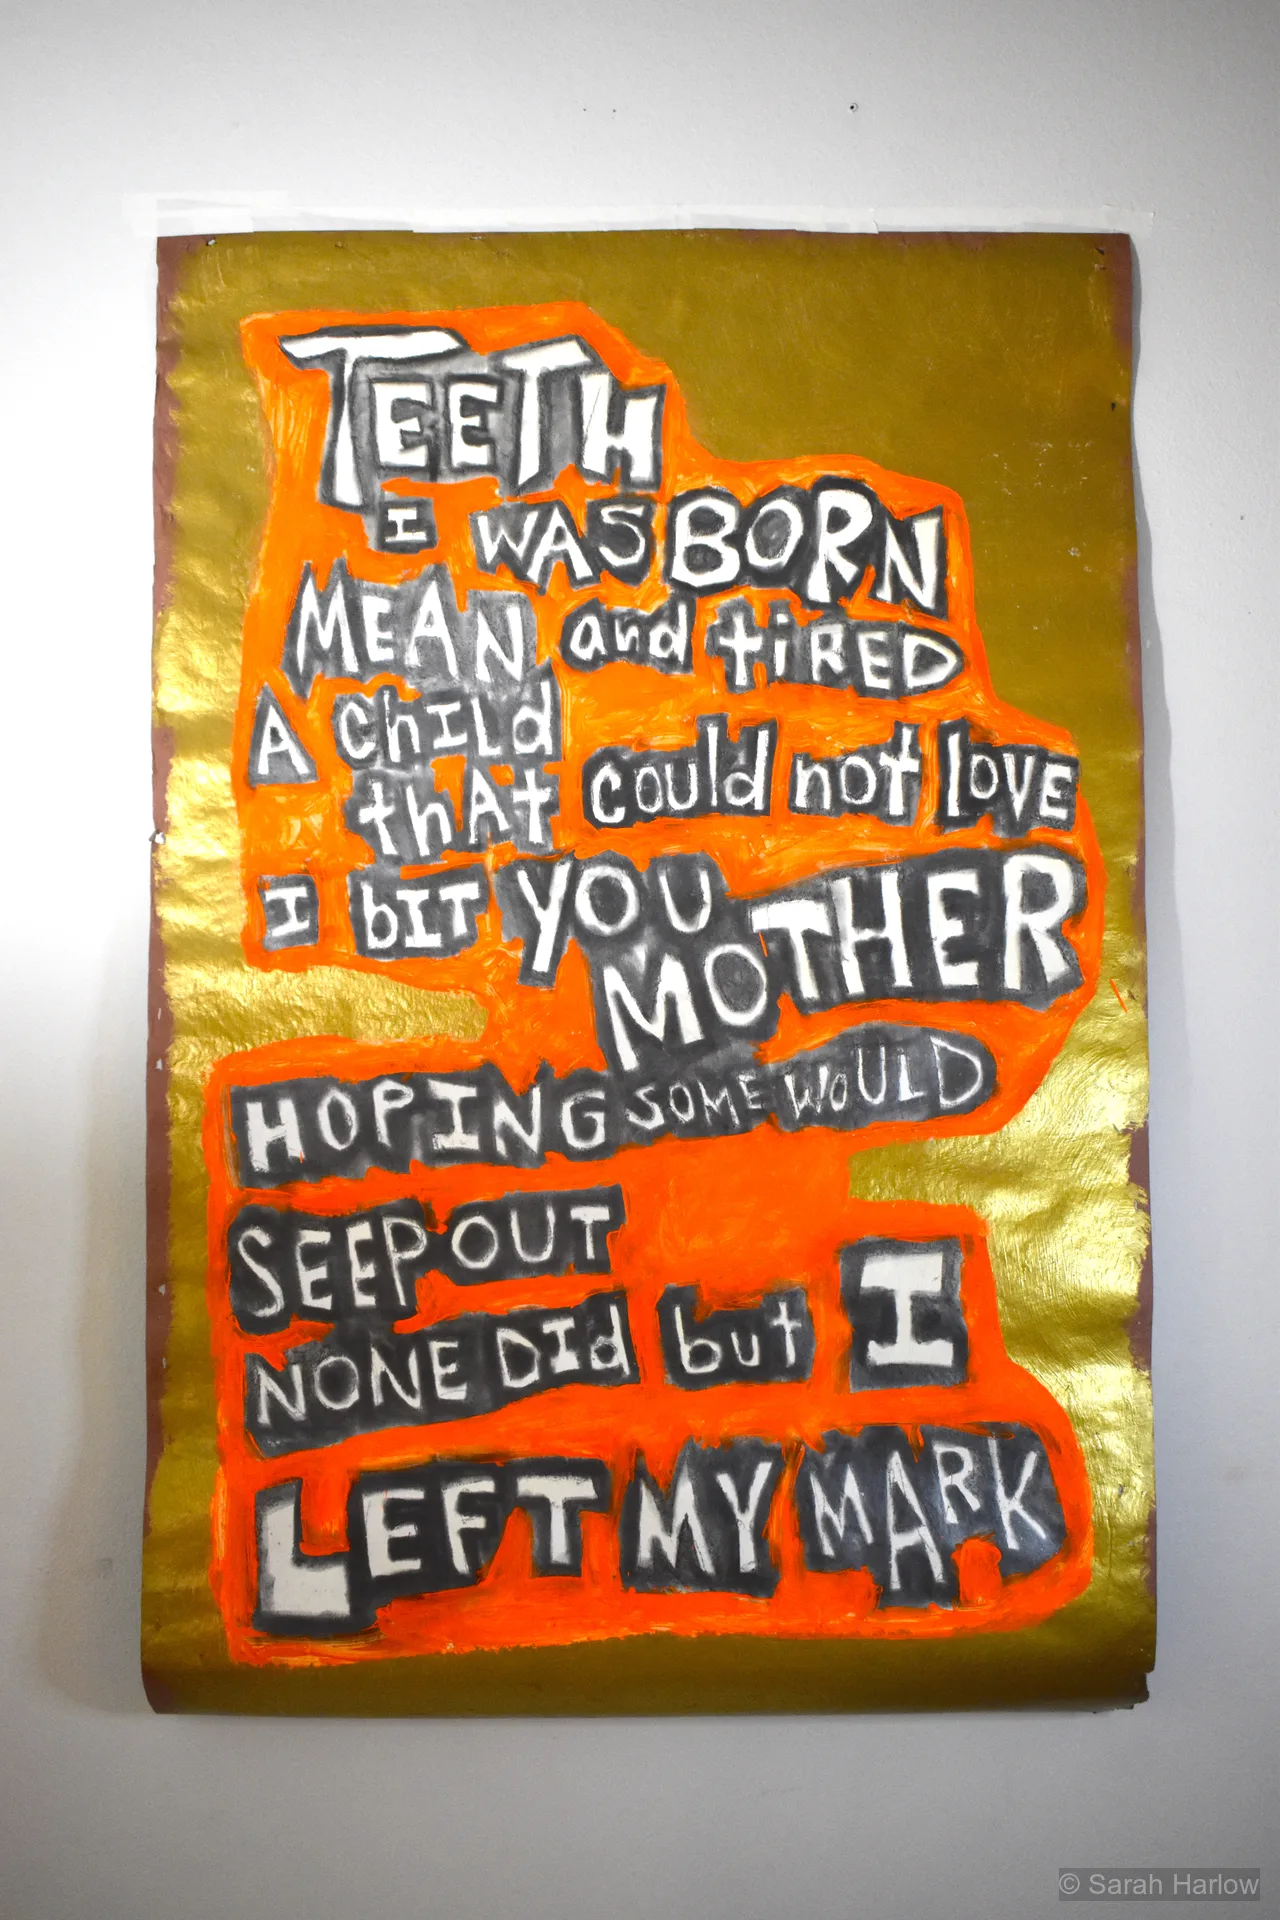 TEETH
I WAS BORN
MEAN and tiRED
A ChILd
thAt could not lovE
I bIT YOU
MOTHER
HOPING SOME WOULD
SEEP OUT
NONE DId but I
LEFT MY MARK
© Sarah Harlow